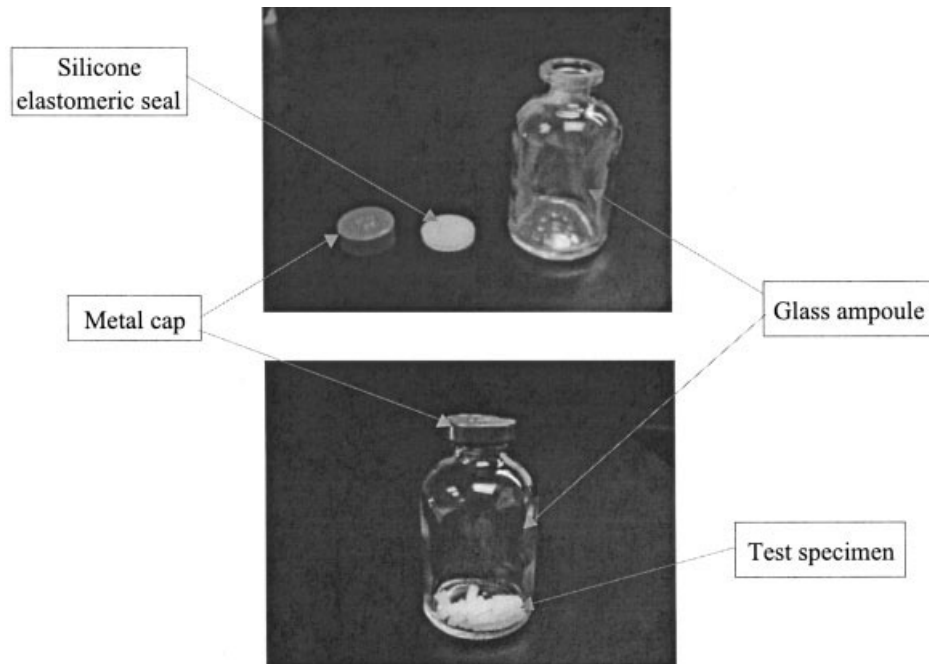 Silicone
elastomeric seal
Metal cap
Glass ampoule
Test specimen